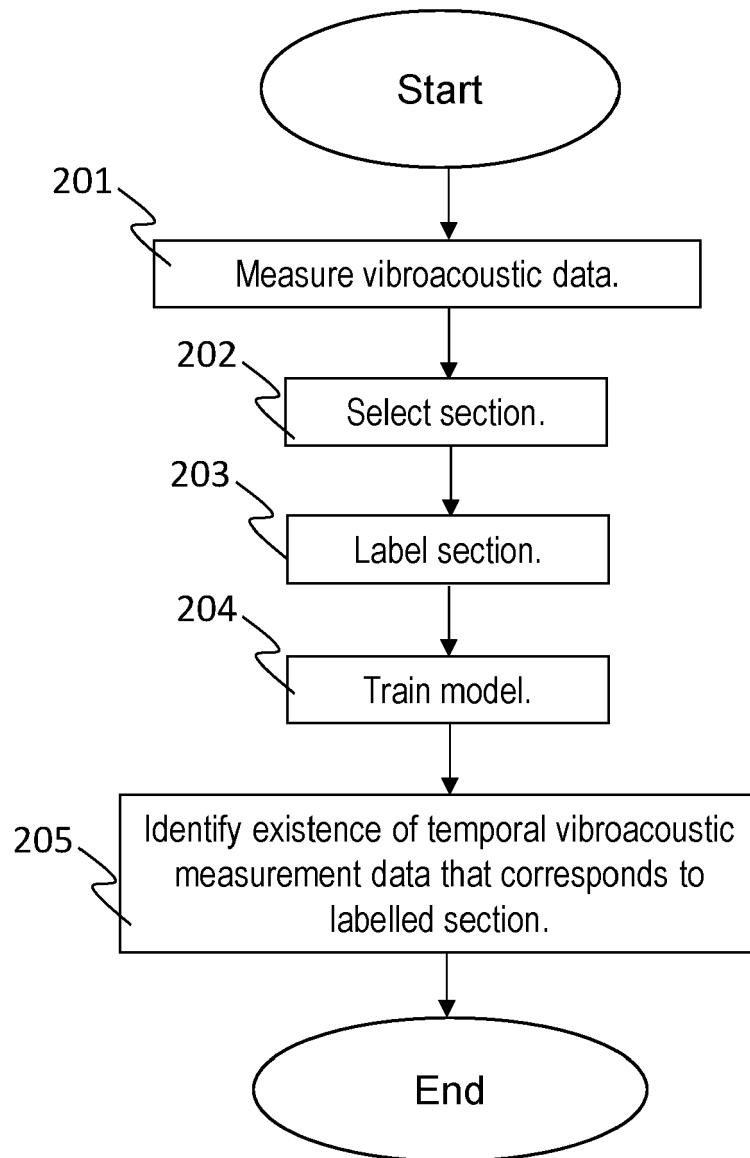 Start
201
Measure vibroacoustic data.
202
Select section.
203
Label section.
204
Train model.
205
Identify existence of temporal vibroacoustic
measurement data that corresponds to
labelled section.
End